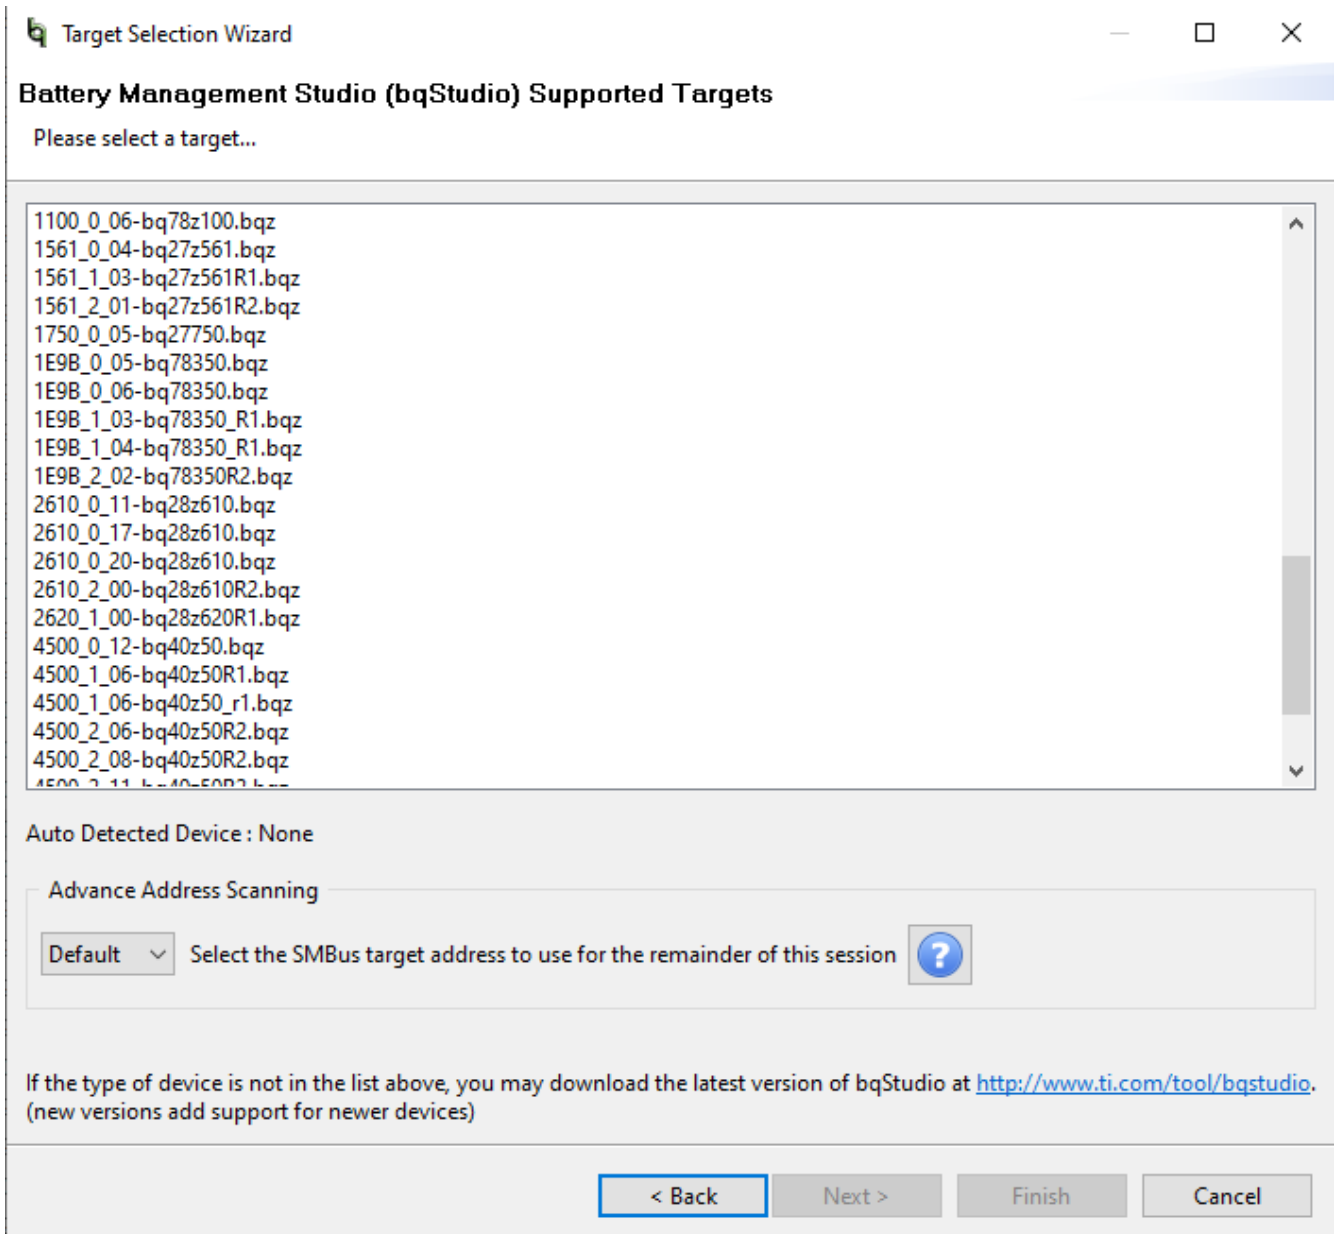 Target Selection Wizard
Battery Management Studio (bqStudio) Supported Targets
Please select a target...
1100_0_06-bq78z100.bqz
1561_0_04-bq27z561.bqz
1561_1_03-bq27z561R1.bqz
1561_2_01-bq27z561R2.bqz
1750_0_05-bq27750.bqz
1E9B_0_05-bq78350.bqz
1E9B_0_06-bq78350.bqz
1E9B_1_03-bq78350_R1.bqz
1E9B_1_04-bq78350_R1.bqz
1E9B_2_02-bq78350R2.bqz
2610_0_11-bq28z610.bqz
2610_0_17-bq28z610.bqz
2610_0_20-bq28z610.bqz
2610_2_00-bq28z610R2.bqz
2620_1_00-bq28z620R1.bqz
4500_0_12-bq40z50.bqz
4500_1_06-bq40z50R1.bqz
4500_1_06-bq40z50_r1.bqz
4500_2_06-bq40z50R2.bqz
4500_2_08-bq40z50R2.bqz
Auto Detected Device : None
Advance Address Scanning
Default Select the SMBus target address to use for the remainder of this session ?
If the type of device is not in the list above, you may download the latest version of bqStudio at http://www.ti.com/tool/bqstudio.
(new versions add support for newer devices)
< Back Next > Finish Cancel